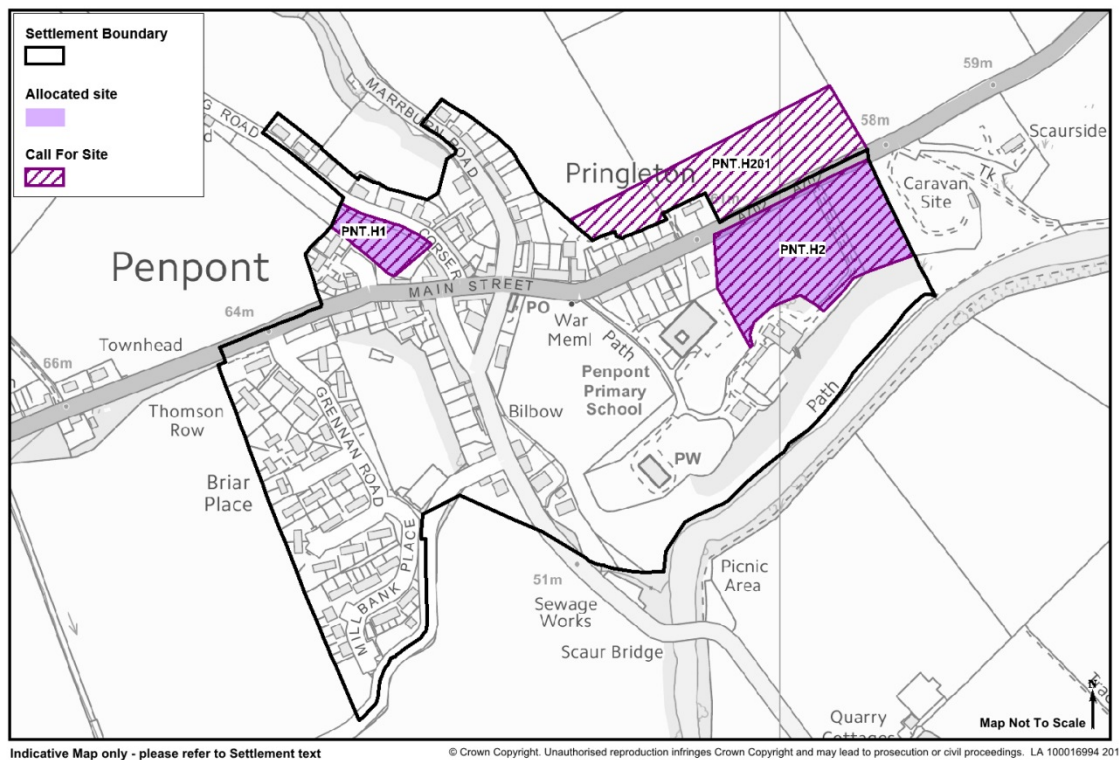 Settlement Boundary
Allocated site
Call For Site
59m
58m
Scaurside
Tk
Caravan
Site
MARRBURN ROAD
G ROAD
PNT.H201
Pringleton
PNT.H1
PNT.H2
Penpont
MAIN STREET
PO
War
Meml
Path
64m
Townhead
66m
Penpont
Primary
School
Thomson
Row
GRENNAN ROAD
Bilbow
Path
PW
Briar
Place
MILLBANK PLACE
51m
Picnic
Area
Sewage
Works
Scaur Bridge
N
Map Not To Scale
Quarry
Cottages
Indicative Map only - please refer to Settlement text
© Crown Copyright. Unauthorised reproduction infringes Crown Copyright and may lead to prosecution or civil proceedings. LA 100016994 201